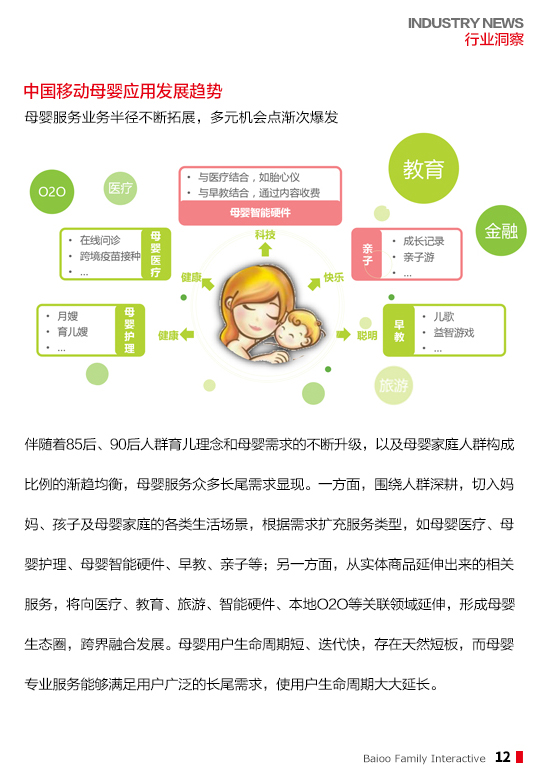 INDUSTRY NEWS
行业洞察
中国移动母婴应用发展趋势
母婴服务业务半径不断拓展，多元机会点渐次爆发
O2O
医疗
• 与医疗结合，如胎心仪
• 与早教结合，通过内容收费
母婴智能硬件
教育
金融
科技
• 在线问诊
• 跨境疫苗接种
• ...
母婴医疗
健康
快乐
亲子
• 成长记录
• 亲子游
• ...
• 月嫂
• 育儿嫂
• ...
母婴护理
健康
聪明
早教
• 儿歌
• 益智游戏
• ...
旅游
伴随着85后、90后人群育儿理念和母婴需求的不断升级，以及母婴家庭人群构成
比例的渐趋均衡，母婴服务众多长尾需求显现。一方面，围绕人群深耕，切入妈
妈、孩子及母婴家庭的各类生活场景，根据需求扩充服务类型，如母婴医疗、母
婴护理、母婴智能硬件、早教、亲子等；另一方面，从实体商品延伸出来的相关
服务，将向医疗、教育、旅游、智能硬件、本地O2O等关联领域延伸，形成母婴
生态圈，跨界融合发展。母婴用户生命周期短、迭代快，存在天然短板，而母婴
专业服务能够满足用户广泛的长尾需求，使用户生命周期大大延长。
Baioo Family Interactive 12